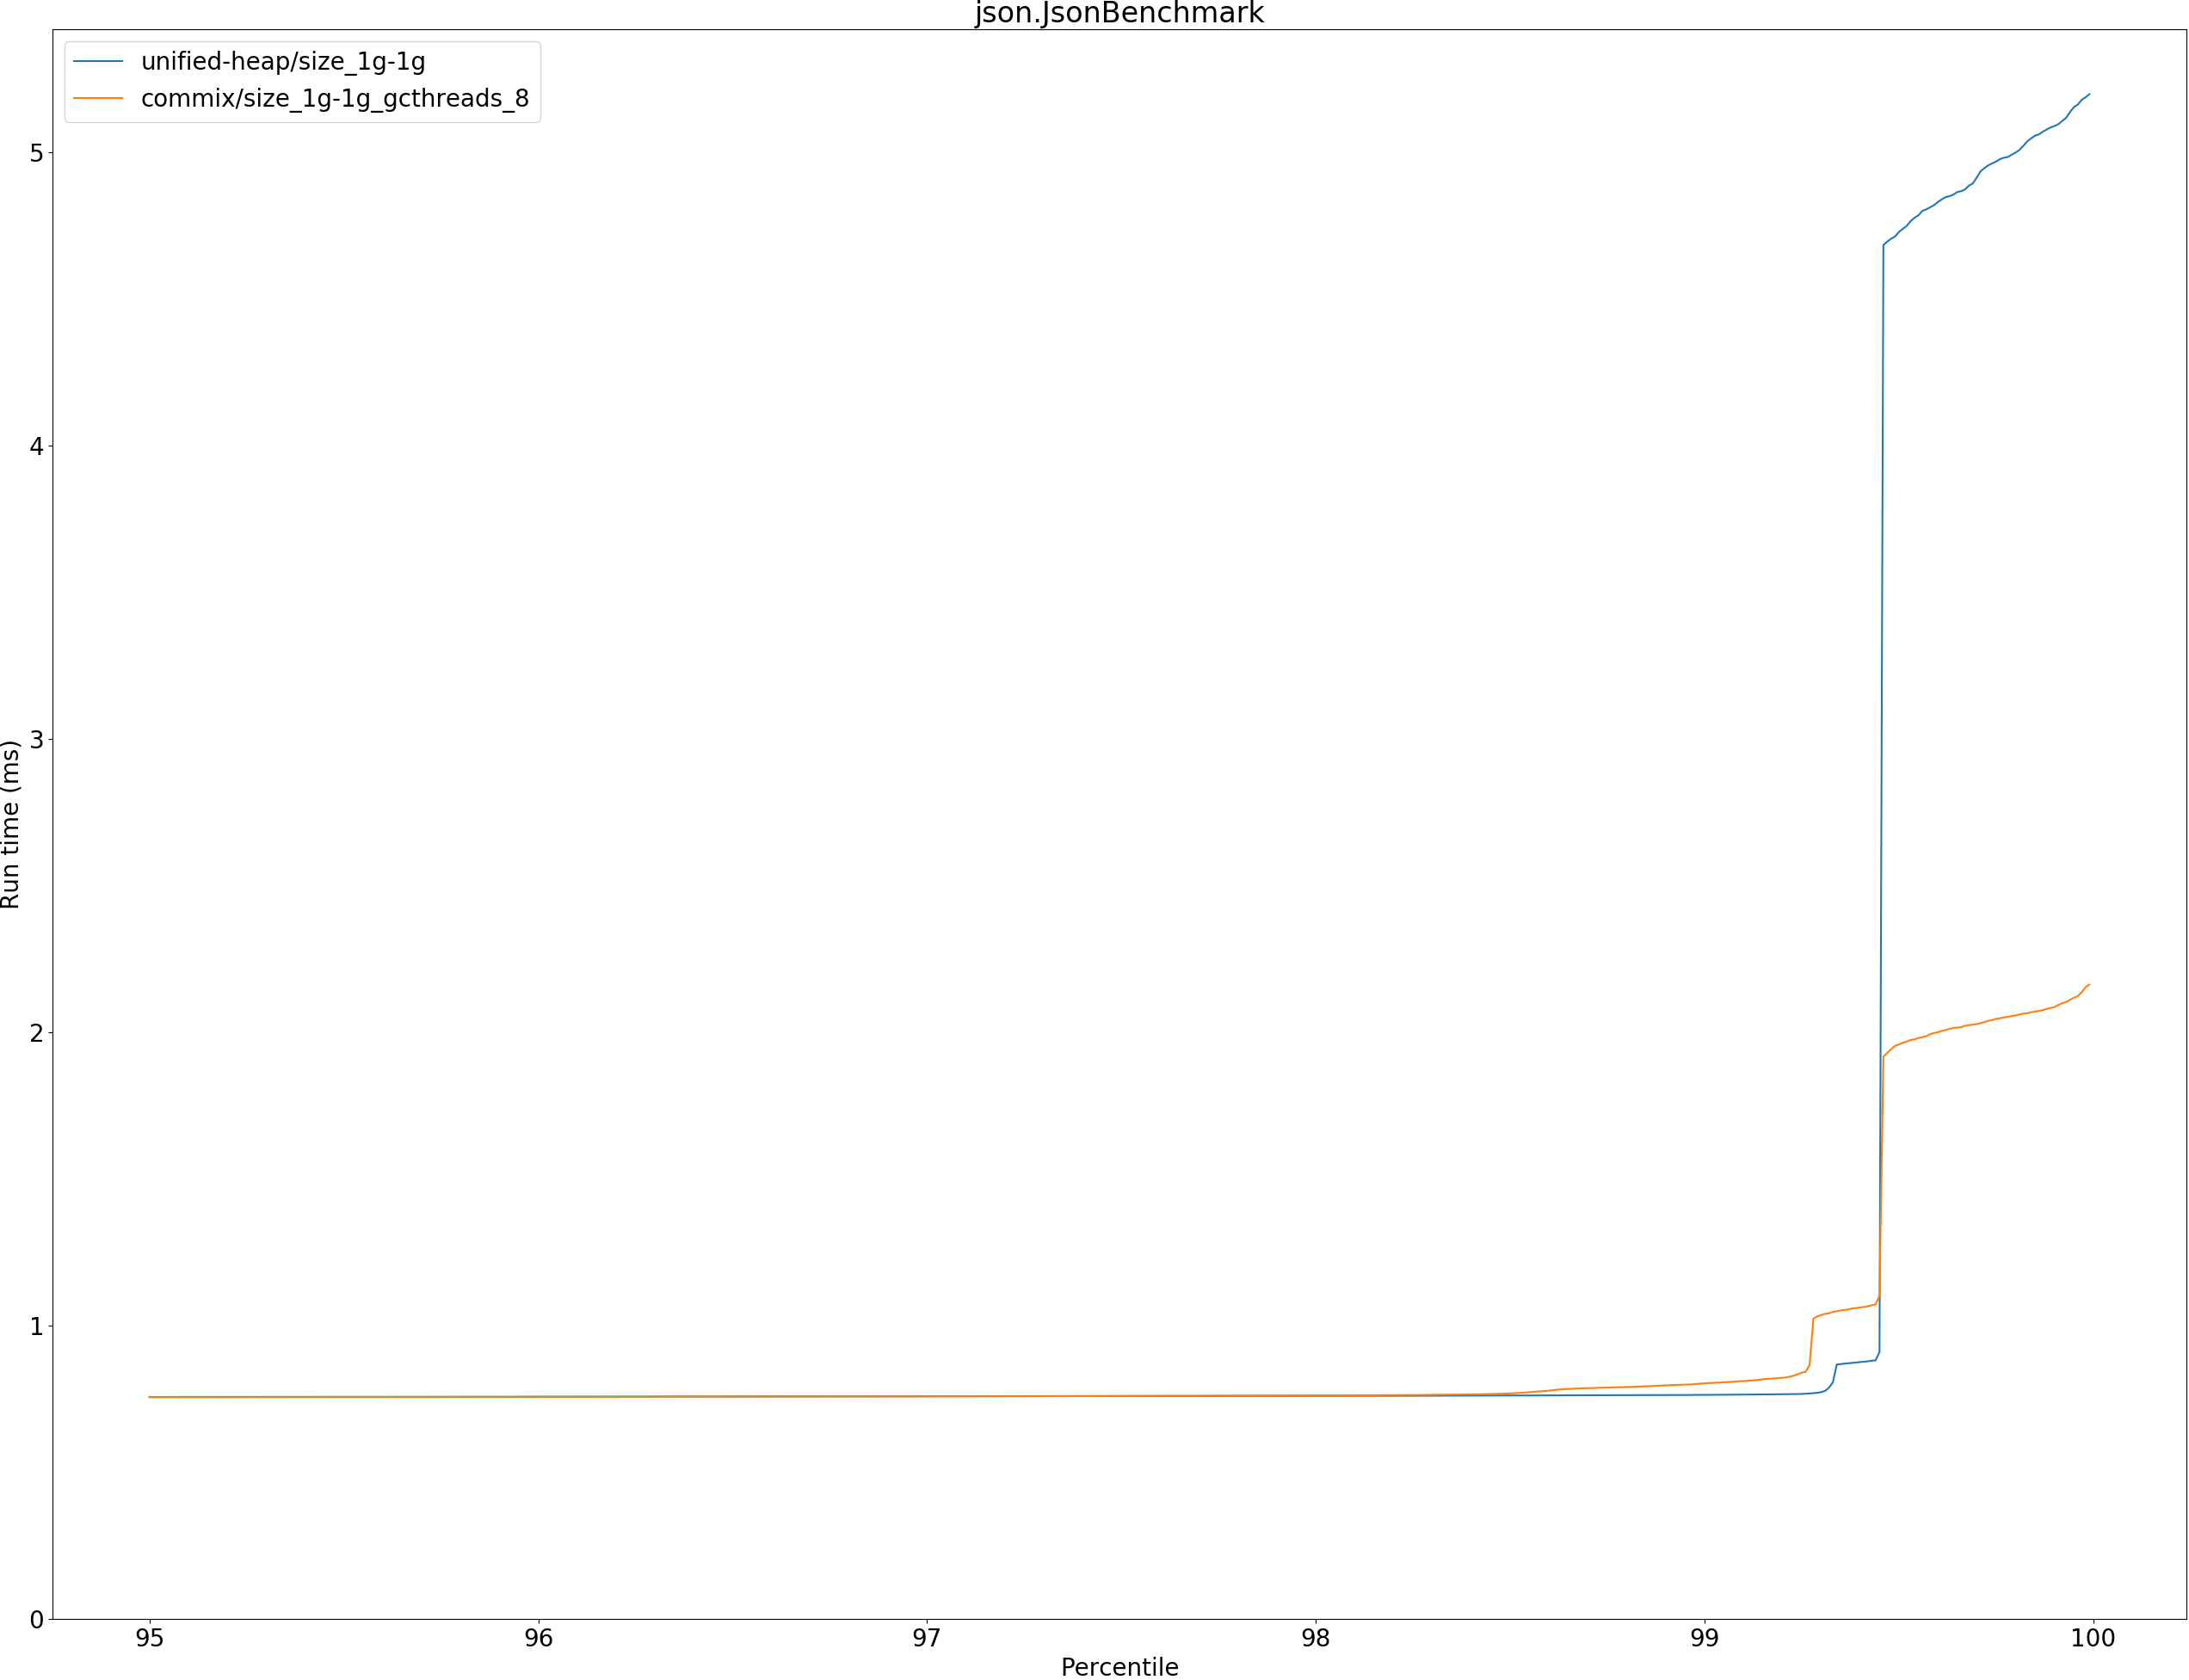 json.JsonBenchmark
unified-heap/size_1g-1g
commix/size_1g-1g_gcthreads_8
5
4
3
2
1
0
Run time (ms)
95 96 97 98 99 100
Percentile